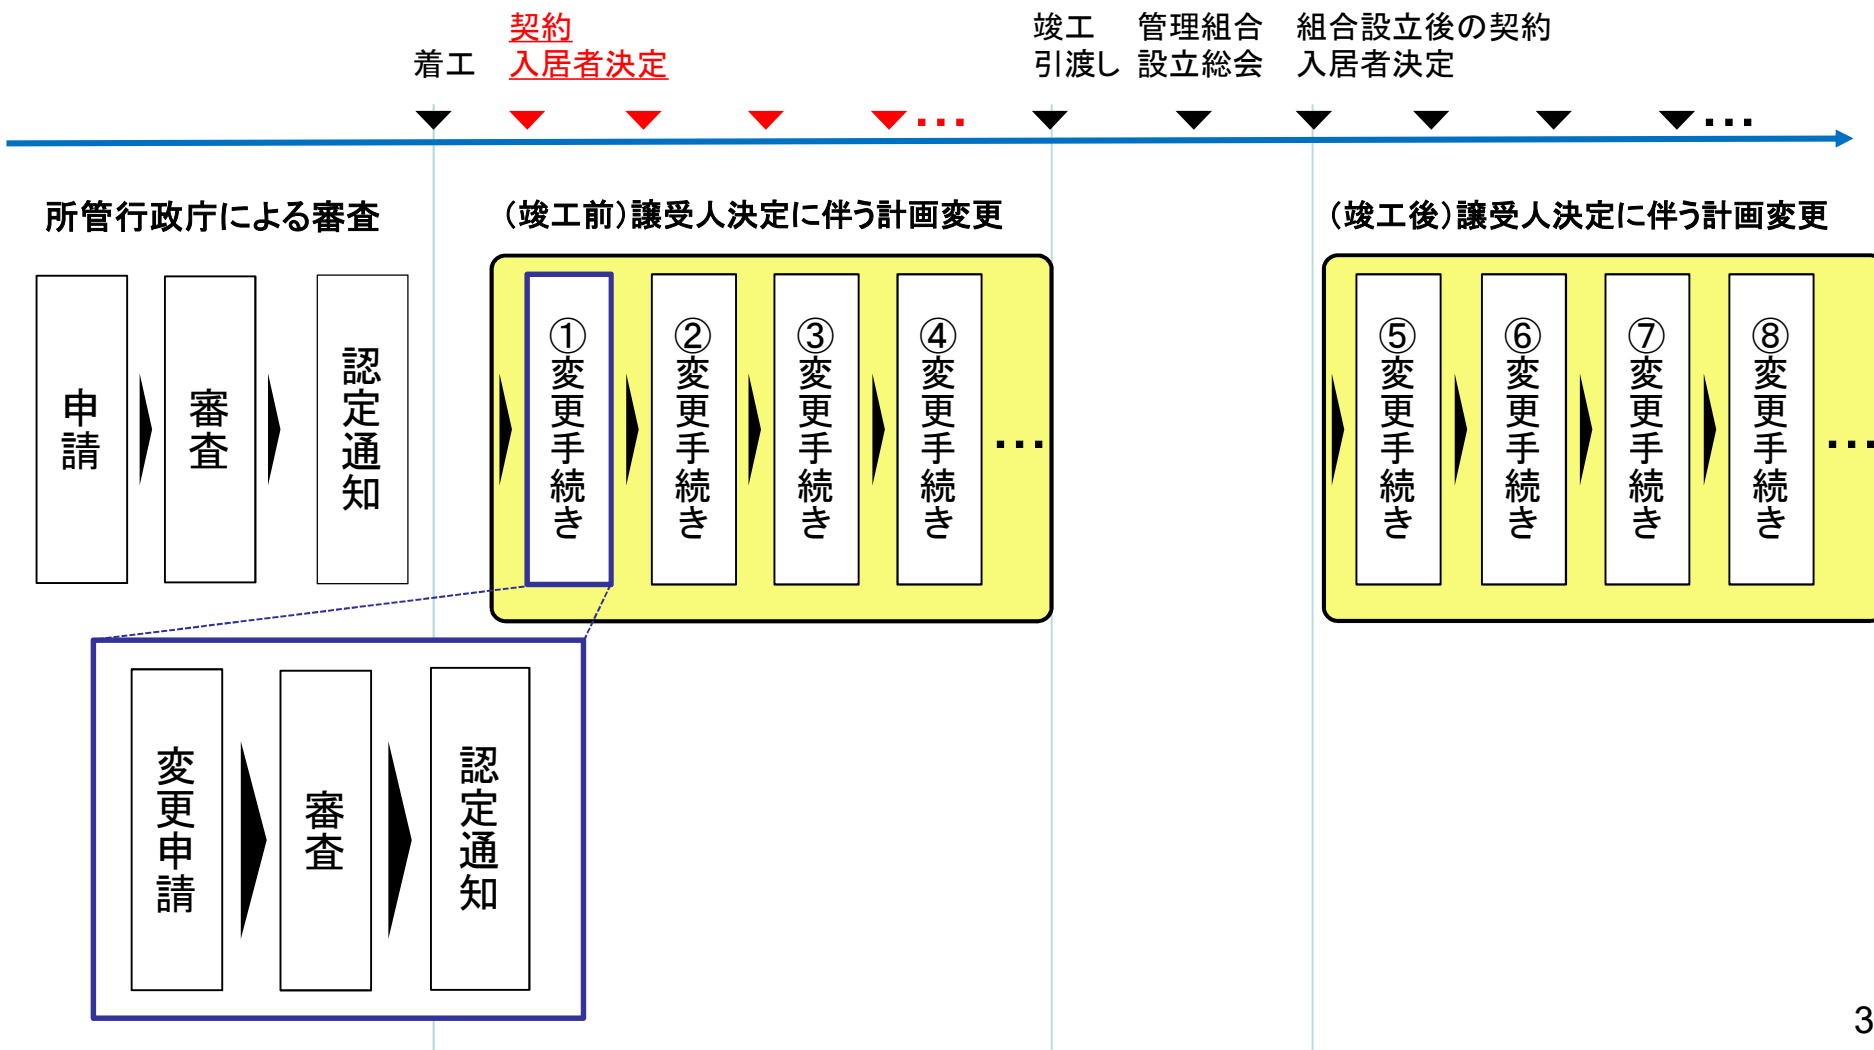 着工
契約
入居者決定
竣工
引渡し
管理組合
設立総会
組合設立後の契約
入居者決定
･･･
･･･
所管行政庁による審査
（竣工前）譲受人決定に伴う計画変更
（竣工後）譲受人決定に伴う計画変更
申請
審査
認定通知
①変更手続き
②変更手続き
③変更手続き
④変更手続き
･･･
⑤変更手続き
⑥変更手続き
⑦変更手続き
⑧変更手続き
･･･
変更申請
審査
認定通知
3